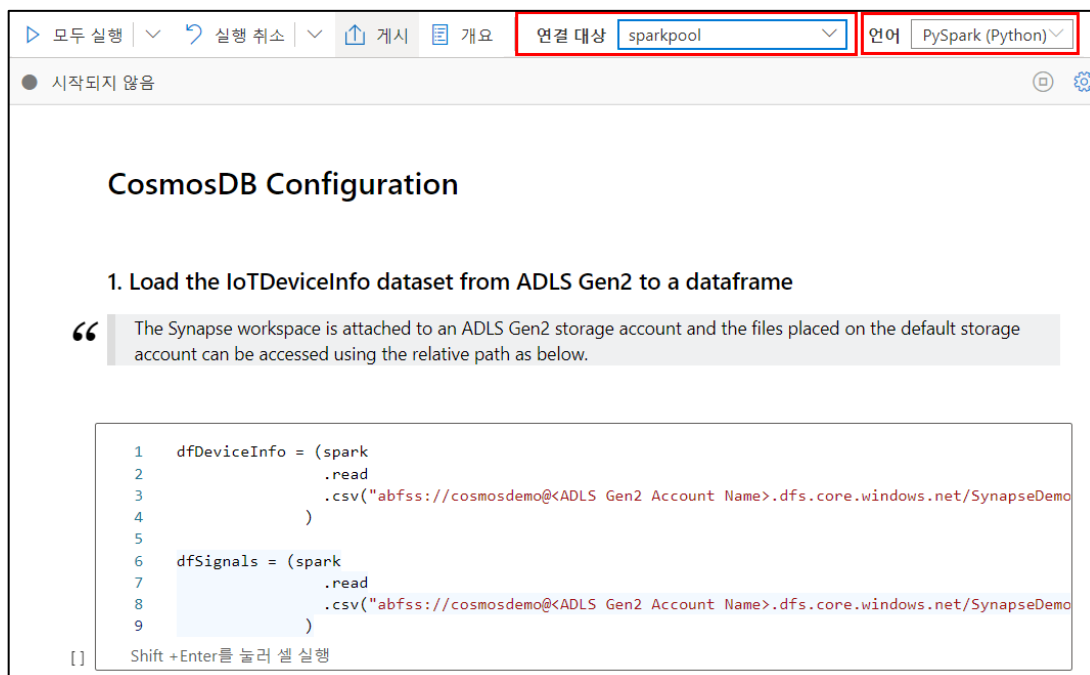 모두 실행 실행 취소 게시 개요 연결 대상 sparkpool 언어 PySpark (Python)
시작되지 않음
CosmosDB Configuration
1. Load the IoTDeviceInfo dataset from ADLS Gen2 to a dataframe
“ The Synapse workspace is attached to an ADLS Gen2 storage account and the files placed on the default storage
account can be accessed using the relative path as below.
1 dfDeviceInfo = (spark
2 .read
3 .csv("abfss://cosmosdemo@<ADLS Gen2 Account Name>.dfs.core.windows.net/SynapseDemo
4 )
5
6 dfSignals = (spark
7 .read
8 .csv("abfss://cosmosdemo@<ADLS Gen2 Account Name>.dfs.core.windows.net/SynapseDemo
9 )
[ ] Shift +Enter를 눌러 셀 실행